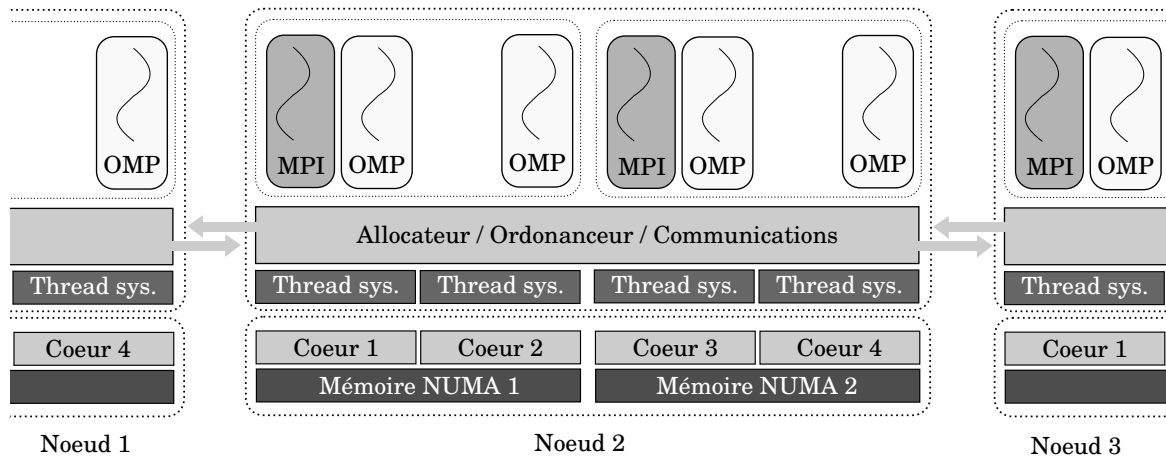 OMP MPI OMP OMP MPI OMP OMP MPI OMP
Allocateur / Ordonanceur / Communications
Thread sys. Thread sys. Thread sys. Thread sys. Thread sys. Thread sys.
Coeur 4 Coeur 1 Coeur 2 Coeur 3 Coeur 4 Coeur 1
Mémoire NUMA 1 Mémoire NUMA 2
Noeud 1 Noeud 2 Noeud 3